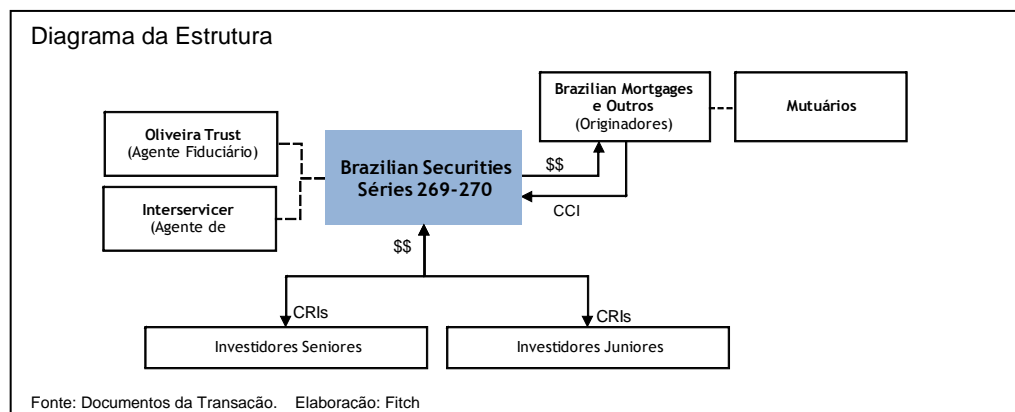 Diagrama da Estrutura
Brazilian Mortgages
e Outros
(Originadores)
Mutuários
Oliveira Trust
(Agente Fiduciário)
Brazilian Securities
Séries 269-270
$$
CCI
Interservicer
(Agente de
$$
CRIs
CRIs
Investidores Seniores
Investidores Juniores
Fonte: Documentos da Transação. Elaboração: Fitch